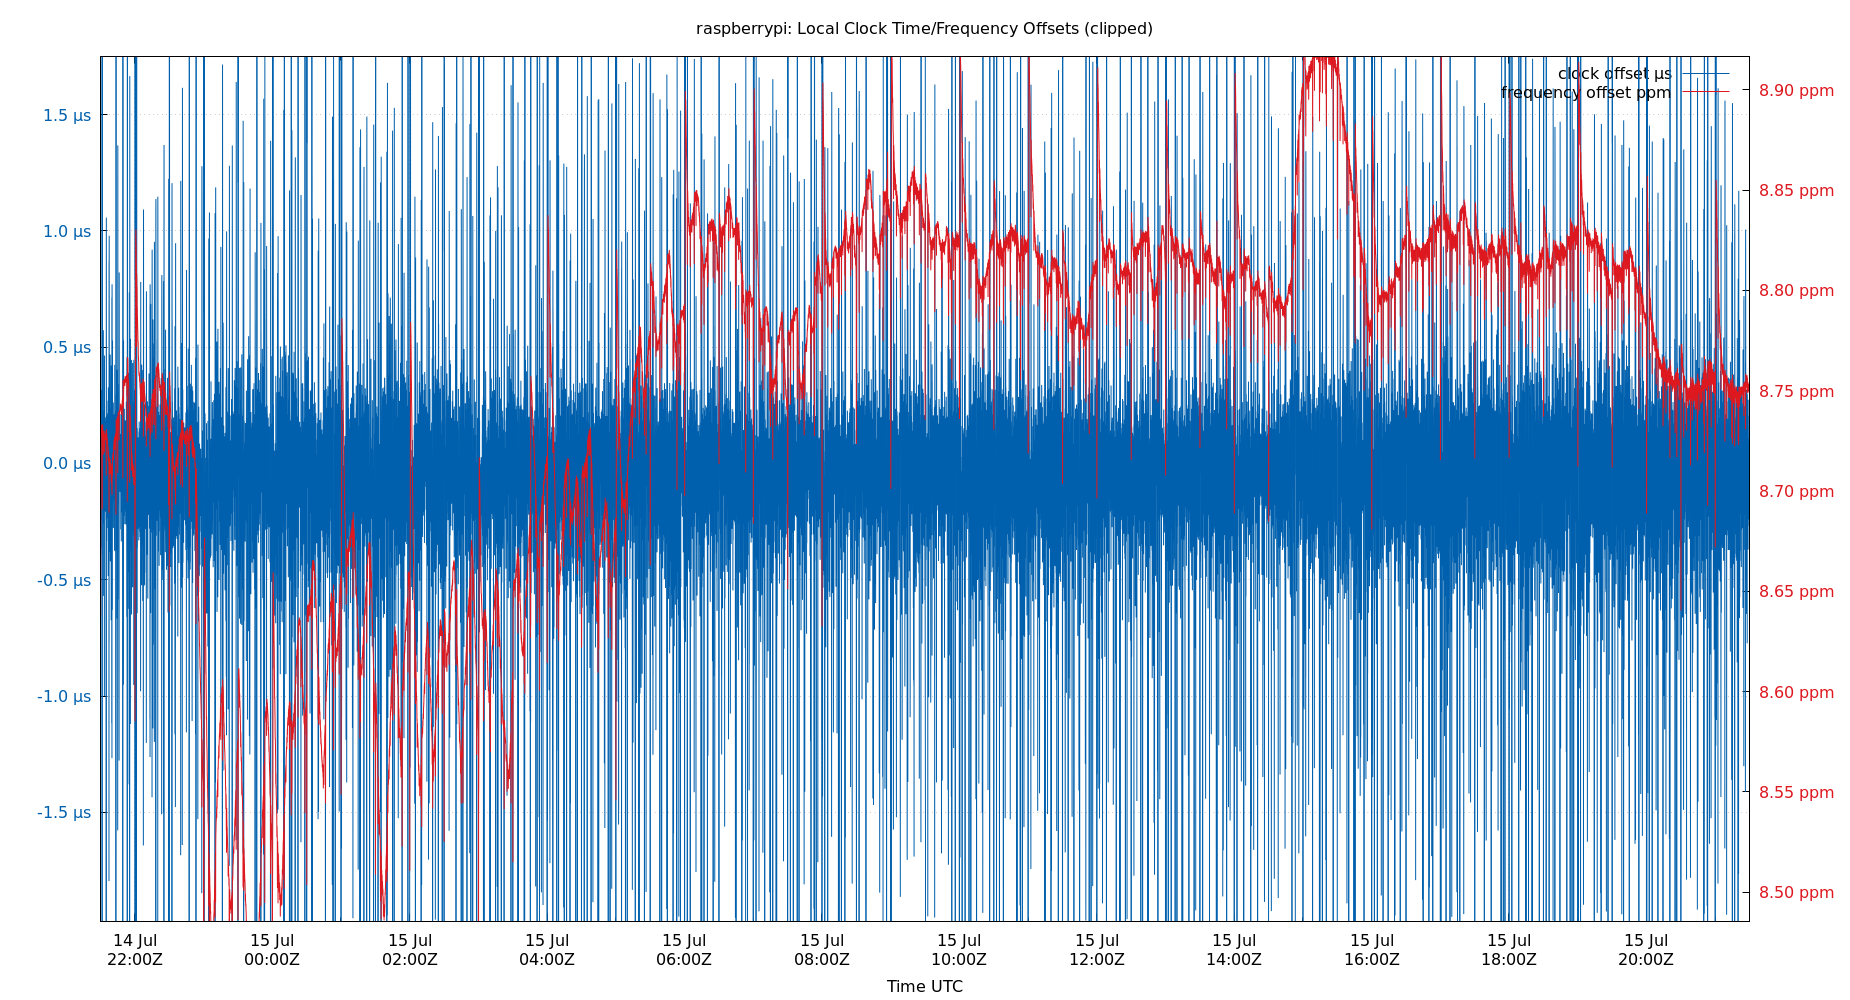 raspberrypi: Local Clock Time/Frequency Offsets (clipped)
clock offset µs
frequency offset ppm
1.5 µs
1.0 µs
0.5 µs
0.0 µs
-0.5 µs
-1.0 µs
-1.5 µs
8.90 ppm
8.85 ppm
8.80 ppm
8.75 ppm
8.70 ppm
8.65 ppm
8.60 ppm
8.55 ppm
8.50 ppm
14 Jul
22:00Z
15 Jul
00:00Z
15 Jul
02:00Z
15 Jul
04:00Z
15 Jul
06:00Z
15 Jul
08:00Z
15 Jul
10:00Z
15 Jul
12:00Z
15 Jul
14:00Z
15 Jul
16:00Z
15 Jul
18:00Z
15 Jul
20:00Z
Time UTC